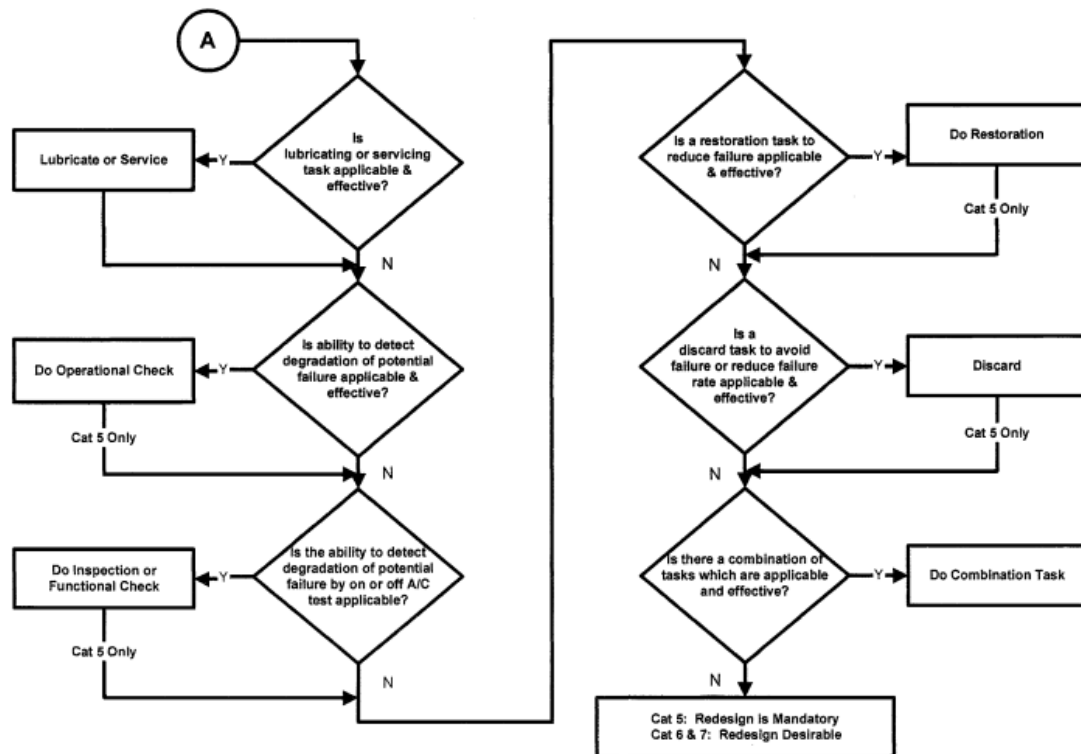 A
Is
lubricating or servicing
task applicable &
effective?
Y
Lubricate or Service
N
Is ability to detect
degradation of potential
failure applicable &
effective?
Y
Do Operational Check
Cat 5 Only
N
Is the ability to detect
degradation of potential
failure by on or off A/C
test applicable?
Y
Do Inspection or
Functional Check
Cat 5 Only
N
Is a restoration task to
reduce failure applicable
& effective?
Y
Do Restoration
Cat 5 Only
N
Is a
discard task to avoid
failure or reduce failure
rate applicable &
effective?
Y
Discard
Cat 5 Only
N
Is there a combination of
tasks which are applicable
and effective?
Y
Do Combination Task
N
Cat 5: Redesign is Mandatory
Cat 6 & 7: Redesign Desirable